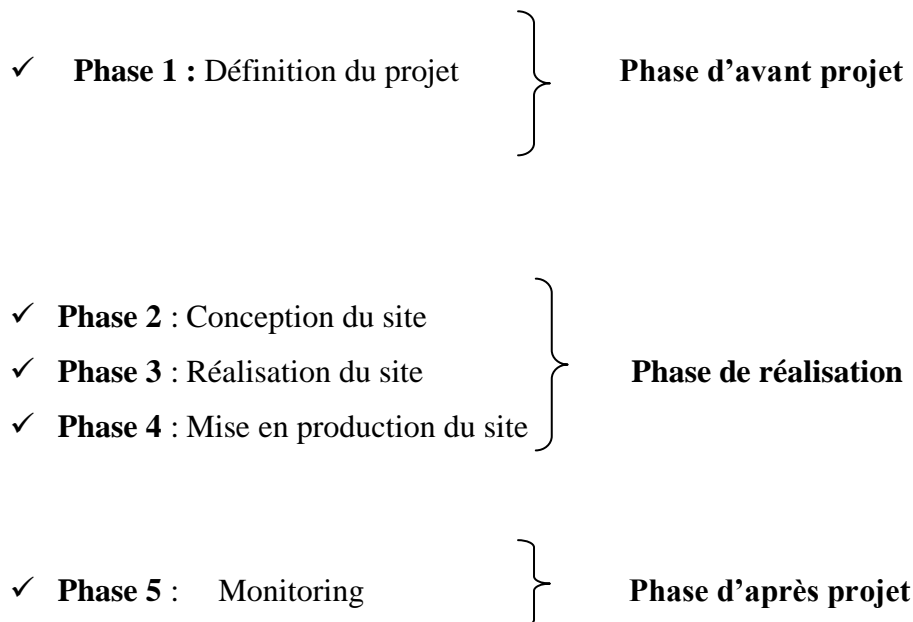 ✓ Phase 1 : Définition du projet Phase d’avant projet
✓ Phase 2 : Conception du site
✓ Phase 3 : Réalisation du site Phase de réalisation
✓ Phase 4 : Mise en production du site
✓ Phase 5 : Monitoring Phase d’après projet